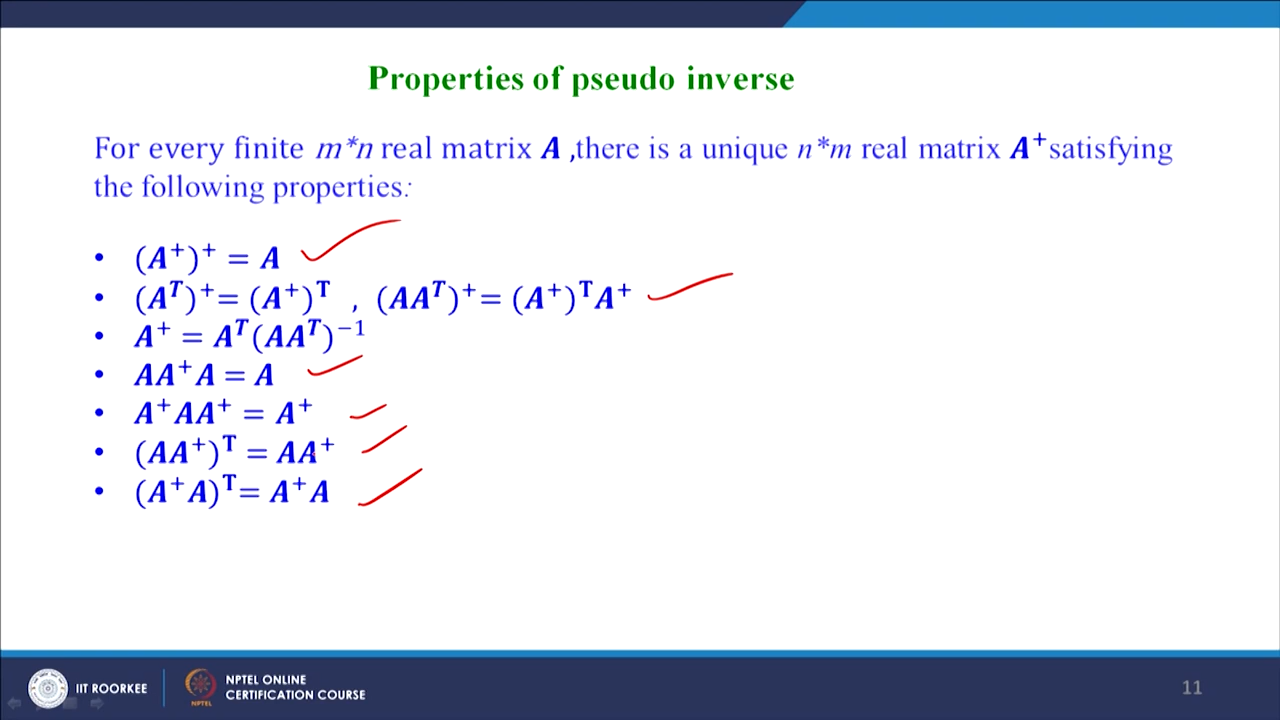 Properties of pseudo inverse
For every finite m*n real matrix A ,there is a unique n*m real matrix A⁺ satisfying
the following properties:
• (A⁺)⁺ = A
• (Aᵀ)⁺= (A⁺)ᵀ , (AAᵀ)⁺= (A⁺)ᵀA⁺
• A⁺ = Aᵀ(AAᵀ)⁻¹
• AA⁺A = A
• A⁺AA⁺ = A⁺
• (AA⁺)ᵀ = AA⁺
• (A⁺A)ᵀ= A⁺A
IIT ROORKEE
NPTEL
NPTEL ONLINE
CERTIFICATION COURSE
11